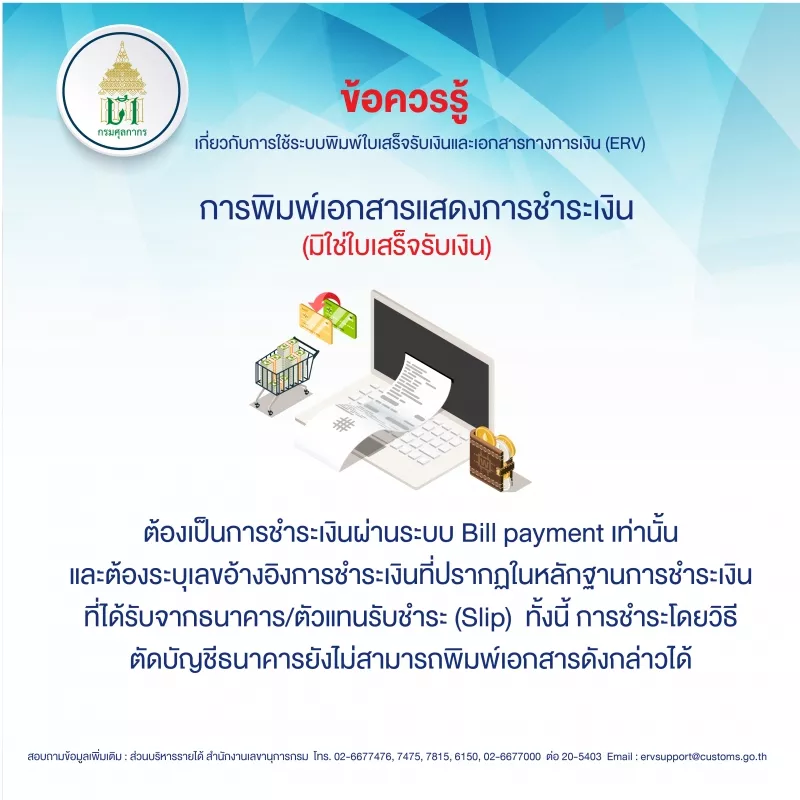 กรมศุลกากร
ข้อควรรู้
เกี่ยวกับการใช้ระบบพิมพ์ใบเสร็จรับเงินและเอกสารทางการเงิน (ERV)
การพิมพ์เอกสารแสดงการชำระเงิน
(มิใช่ใบเสร็จรับเงิน)
ต้องเป็นการชำระเงินผ่านระบบ Bill payment เท่านั้น
และต้องระบุเลขอ้างอิงการชำระเงินที่ปรากฏในหลักฐานการชำระเงิน
ที่ได้รับจากธนาคาร/ตัวแทนรับชำระ (Slip) ทั้งนี้ การชำระโดยวิธี
ตัดบัญชีธนาคารยังไม่สามารถพิมพ์เอกสารดังกล่าวได้
สอบถามข้อมูลเพิ่มเติม : ส่วนบริหารรายได้ สำนักงานเลขานุการกรม โทร. 02-6677476, 7475, 7815, 6150, 02-6677000 ต่อ 20-5403 Email : ervsupport@customs.go.th